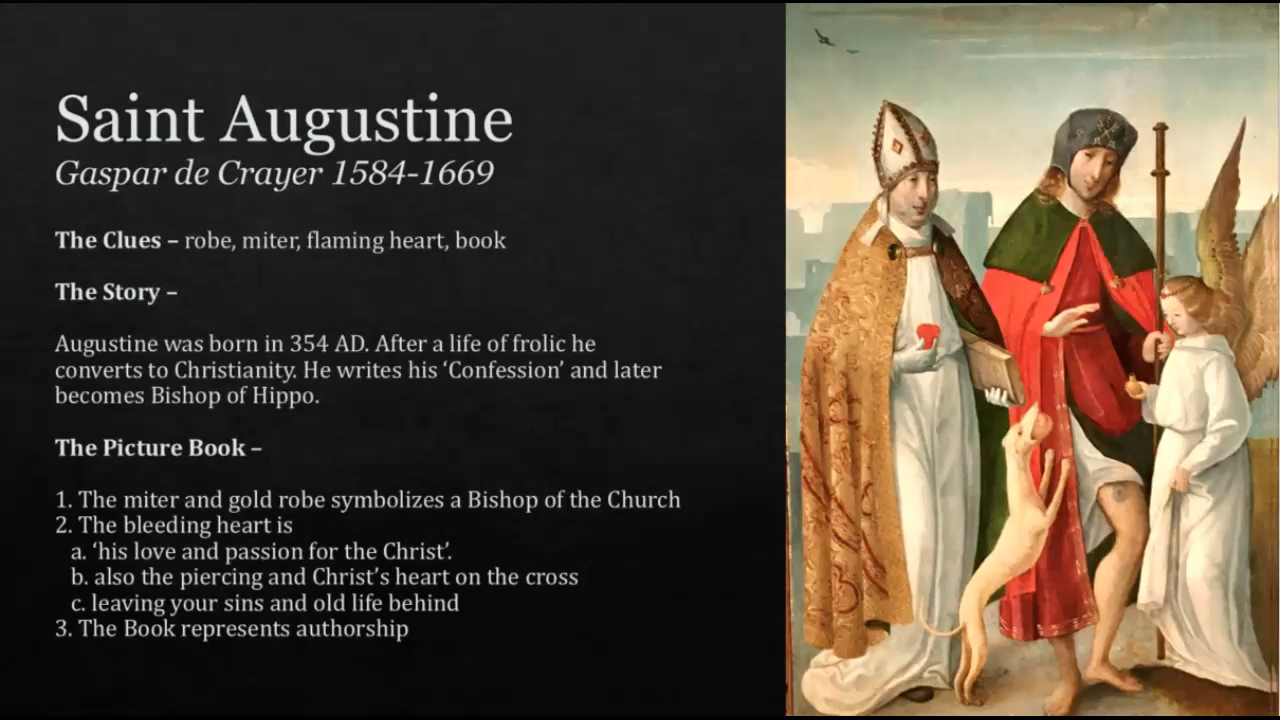 Saint Augustine
Gaspar de Crayer 1584-1669
The Clues – robe, miter, flaming heart, book
The Story –
Augustine was born in 354 AD. After a life of frolic he
converts to Christianity. He writes his ‘Confession’ and later
becomes Bishop of Hippo.
The Picture Book –
1. The miter and gold robe symbolizes a Bishop of the Church
2. The bleeding heart is
a. ‘his love and passion for the Christ’.
b. also the piercing and Christ’s heart on the cross
c. leaving your sins and old life behind
3. The Book represents authorship